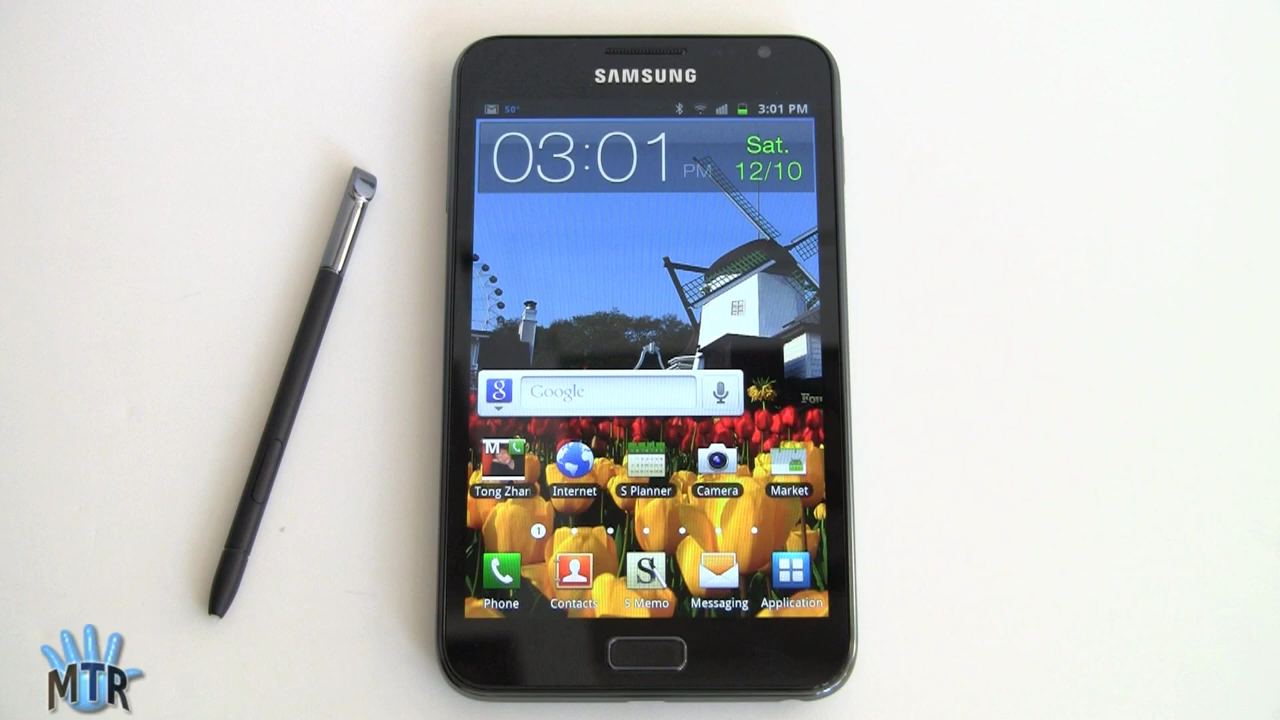 SAMSUNG
50° 3:01 PM
03:01 PM
Sat.
12/10
g Google
Fou
M
Tong Zhan Internet S Planner Camera Market
1
S
Phone Contacts S Memo Messaging Application
MTR